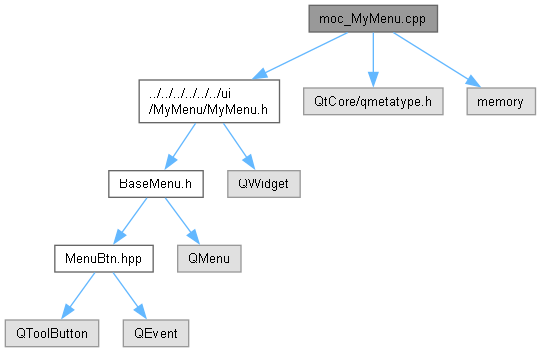 moc_MyMenu.cpp
../../../../../../ui
/MyMenu/MyMenu.h
QtCore/qmetatype.h
memory
BaseMenu.h
QWidget
MenuBtn.hpp
QMenu
QToolButton
QEvent